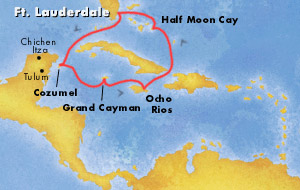 Ft. Lauderdale
Half Moon Cay
Chichen
Itza
Tulum
Cozumel
Grand Cayman
Ocho
Rios